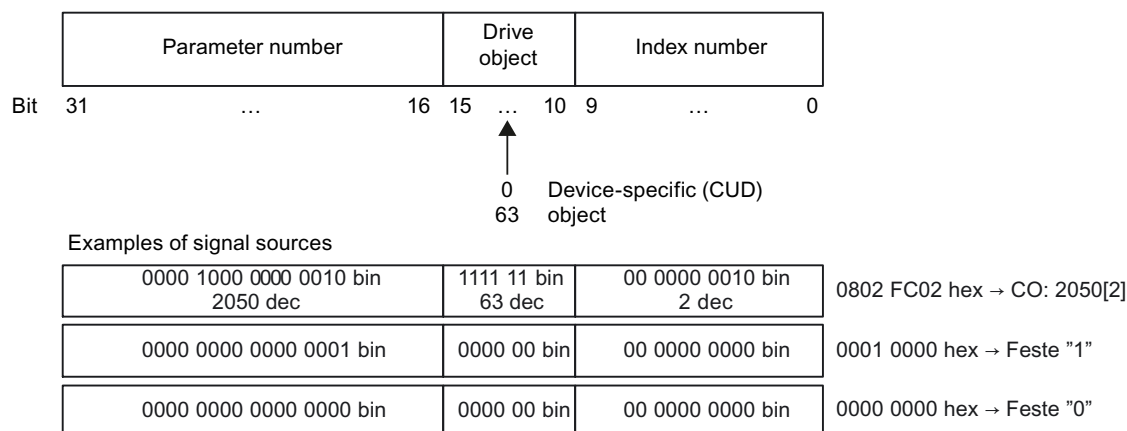 Parameter number
Drive
object
Index number
Bit 31 ... 16 15 ... 10 9 ... 0
0 Device-specific (CUD)
63 object
Examples of signal sources
0000 1000 0000 0010 bin 1111 11 bin 00 0000 0010 bin
2050 dec 63 dec 2 dec
0802 FC02 hex → CO: 2050[2]
0000 0000 0000 0001 bin 0000 00 bin 00 0000 0000 bin 0001 0000 hex → Feste ”1”
0000 0000 0000 0000 bin 0000 00 bin 00 0000 0000 bin 0000 0000 hex → Feste ”0”